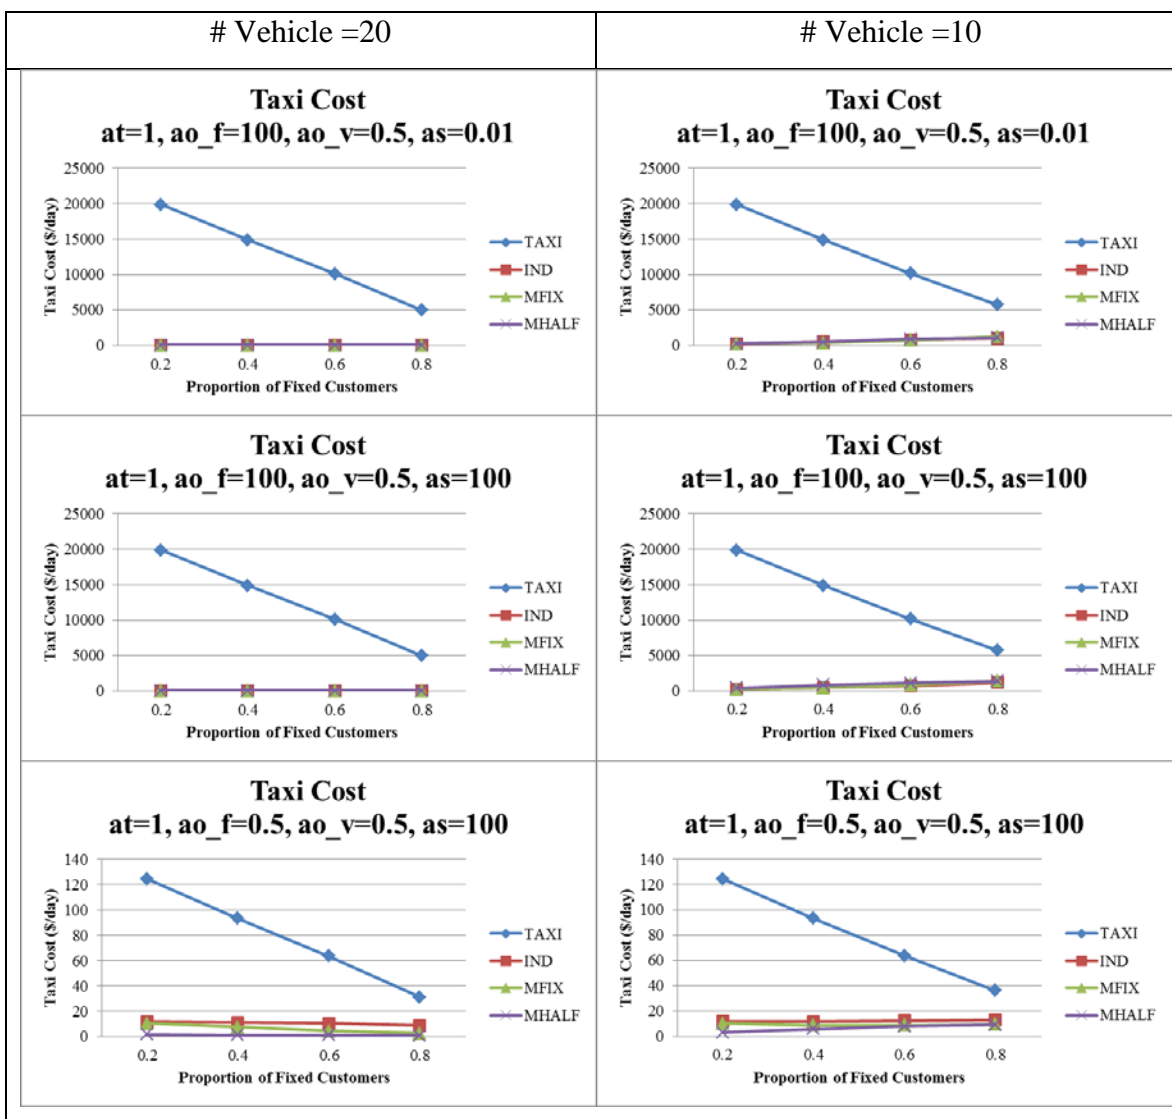 # Vehicle =20
# Vehicle =10
Taxi Cost
at=1, ao_f=100, ao_v=0.5, as=0.01
Taxi Cost ($/day)
25000
20000
15000
10000
5000
0
0.2 0.4 0.6 0.8
Proportion of Fixed Customers
TAXI
IND
MFIX
MHALF
Taxi Cost
at=1, ao_f=100, ao_v=0.5, as=0.01
Taxi Cost ($/day)
25000
20000
15000
10000
5000
0
0.2 0.4 0.6 0.8
Proportion of Fixed Customers
TAXI
IND
MFIX
MHALF
Taxi Cost
at=1, ao_f=100, ao_v=0.5, as=100
Taxi Cost ($/day)
25000
20000
15000
10000
5000
0
0.2 0.4 0.6 0.8
Proportion of Fixed Customers
TAXI
IND
MFIX
MHALF
Taxi Cost
at=1, ao_f=100, ao_v=0.5, as=100
Taxi Cost ($/day)
25000
20000
15000
10000
5000
0
0.2 0.4 0.6 0.8
Proportion of Fixed Customers
TAXI
IND
MFIX
MHALF
Taxi Cost
at=1, ao_f=0.5, ao_v=0.5, as=100
Taxi Cost ($/day)
140
120
100
80
60
40
20
0
0.2 0.4 0.6 0.8
Proportion of Fixed Customers
TAXI
IND
MFIX
MHALF
Taxi Cost
at=1, ao_f=0.5, ao_v=0.5, as=100
Taxi Cost ($/day)
140
120
100
80
60
40
20
0
0.2 0.4 0.6 0.8
Proportion of Fixed Customers
TAXI
IND
MFIX
MHALF